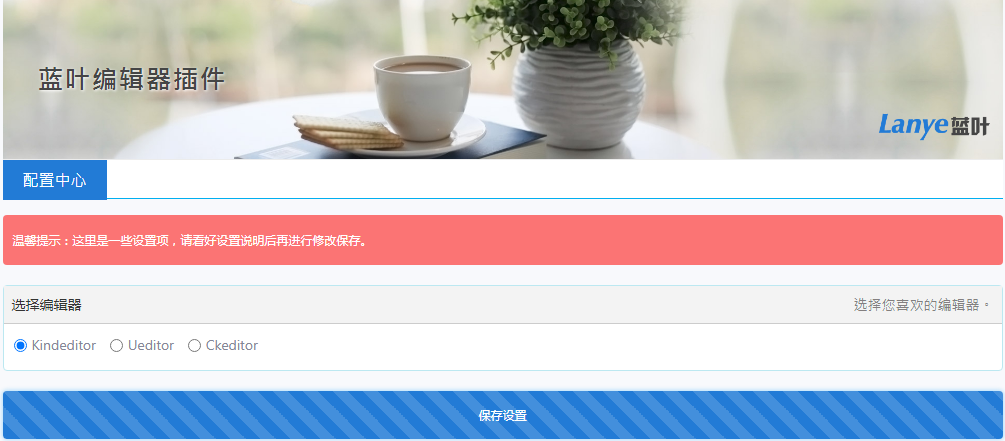 蓝叶编辑器插件
Lanye蓝叶
配置中心
温馨提示：这里是一些设置项，请看好设置说明后再进行修改保存。
选择编辑器
选择您喜欢的编辑器。
Kindeditor Ueditor Ckeditor
保存设置